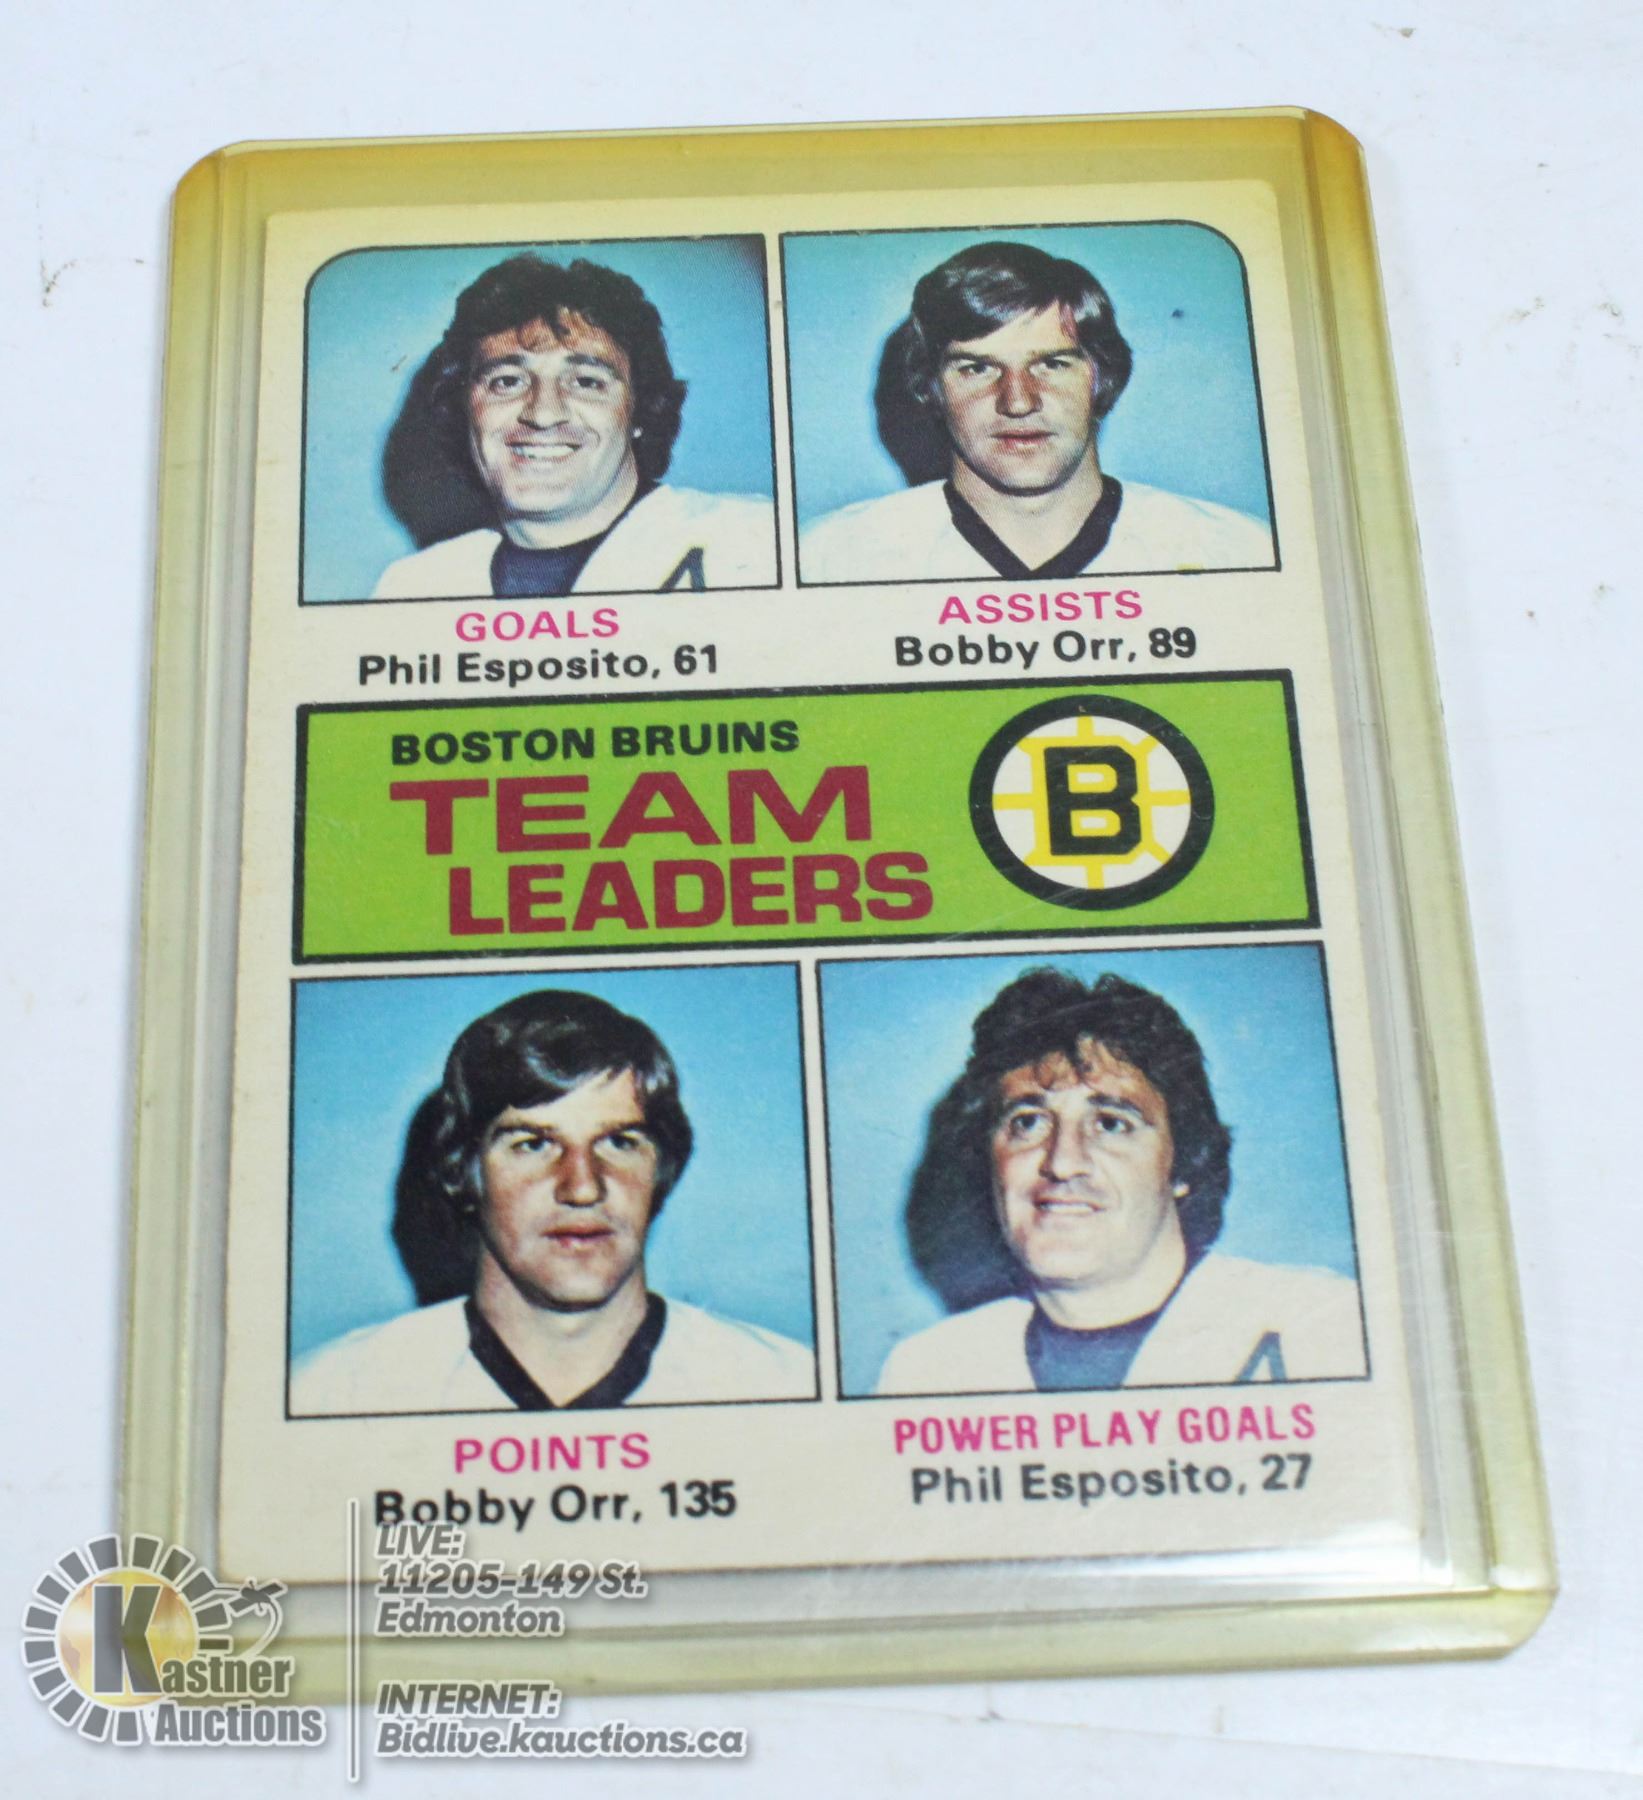 GOALS
Phil Esposito, 61
ASSISTS
Bobby Orr, 89
BOSTON BRUINS
TEAM
LEADERS
B
POINTS
Bobby Orr, 135
POWER PLAY GOALS
Phil Esposito, 27
A
A
Kastner
Auctions
LIVE:
11205-149 St.
Edmonton
INTERNET:
Bidlive.kauctions.ca